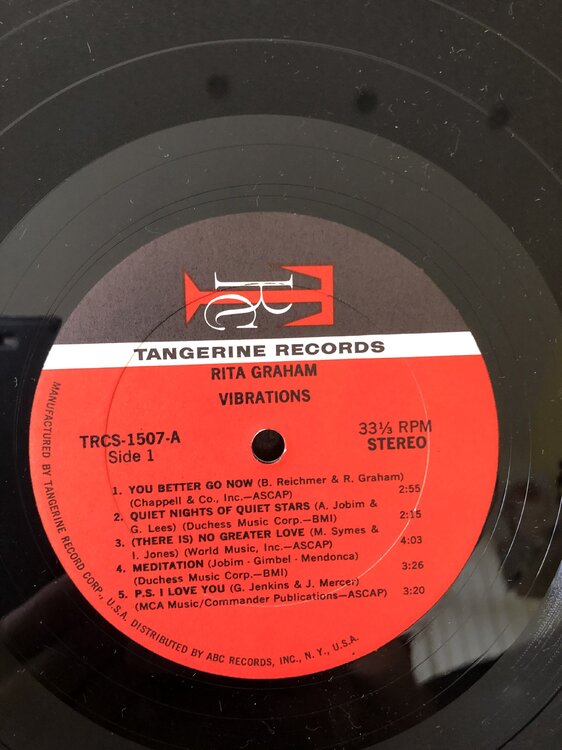 TRC
TANGERINE RECORDS
RITA GRAHAM
VIBRATIONS
TRCS-1507-A
Side 1
33⅓ RPM
STEREO
1. YOU BETTER GO NOW (B. Reichmer & R. Graham)
(Chappell & Co., Inc.—ASCAP) 2:55
2. QUIET NIGHTS OF QUIET STARS (A. Jobim &
G. Lees) (Duchess Music Corp.—BMI) 2:15
3. (THERE IS) NO GREATER LOVE (M. Symes &
I. Jones) (World Music, Inc.—ASCAP) 4:03
4. MEDITATION (Jobim - Gimbel - Mendonca)
(Duchess Music Corp.—BMI) 3:26
5. P.S. I LOVE YOU (G. Jenkins & J. Mercer)
(MCA Music/Commander Publications—ASCAP) 3:20
MANUFACTURED BY TANGERINE RECORD CORP., U.S.A. DISTRIBUTED BY ABC RECORDS, INC., N. Y., U.S.A.